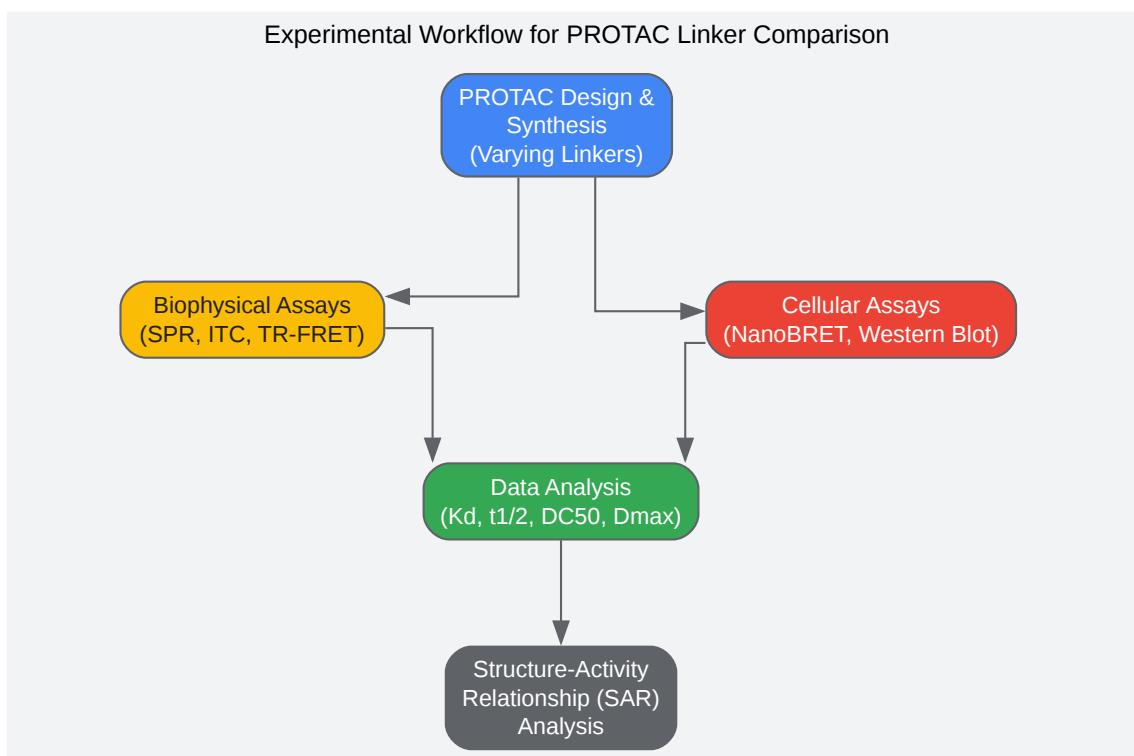 Experimental Workflow for PROTAC Linker Comparison
PROTAC Design &
Synthesis
(Varying Linkers)
Biophysical Assays
(SPR, ITC, TR-FRET)
Cellular Assays
(NanoBRET, Western Blot)
Data Analysis
(Kd, t1/2, DC50, Dmax)
Structure-Activity
Relationship (SAR)
Analysis